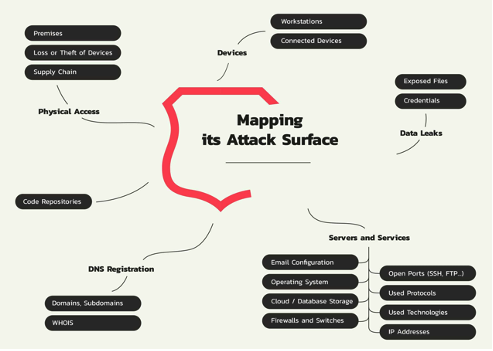 Mapping
its Attack Surface
Devices
Workstations
Connected Devices
Premises
Loss or Theft of Devices
Supply Chain
Physical Access
Exposed Files
Credentials
Data Leaks
Code Repositories
DNS Registration
Domains, Subdomains
WHOIS
Servers and Services
Email Configuration
Operating System
Cloud / Database Storage
Firewalls and Switches
Open Ports (SSH, FTP...)
Used Protocols
Used Technologies
IP Addresses